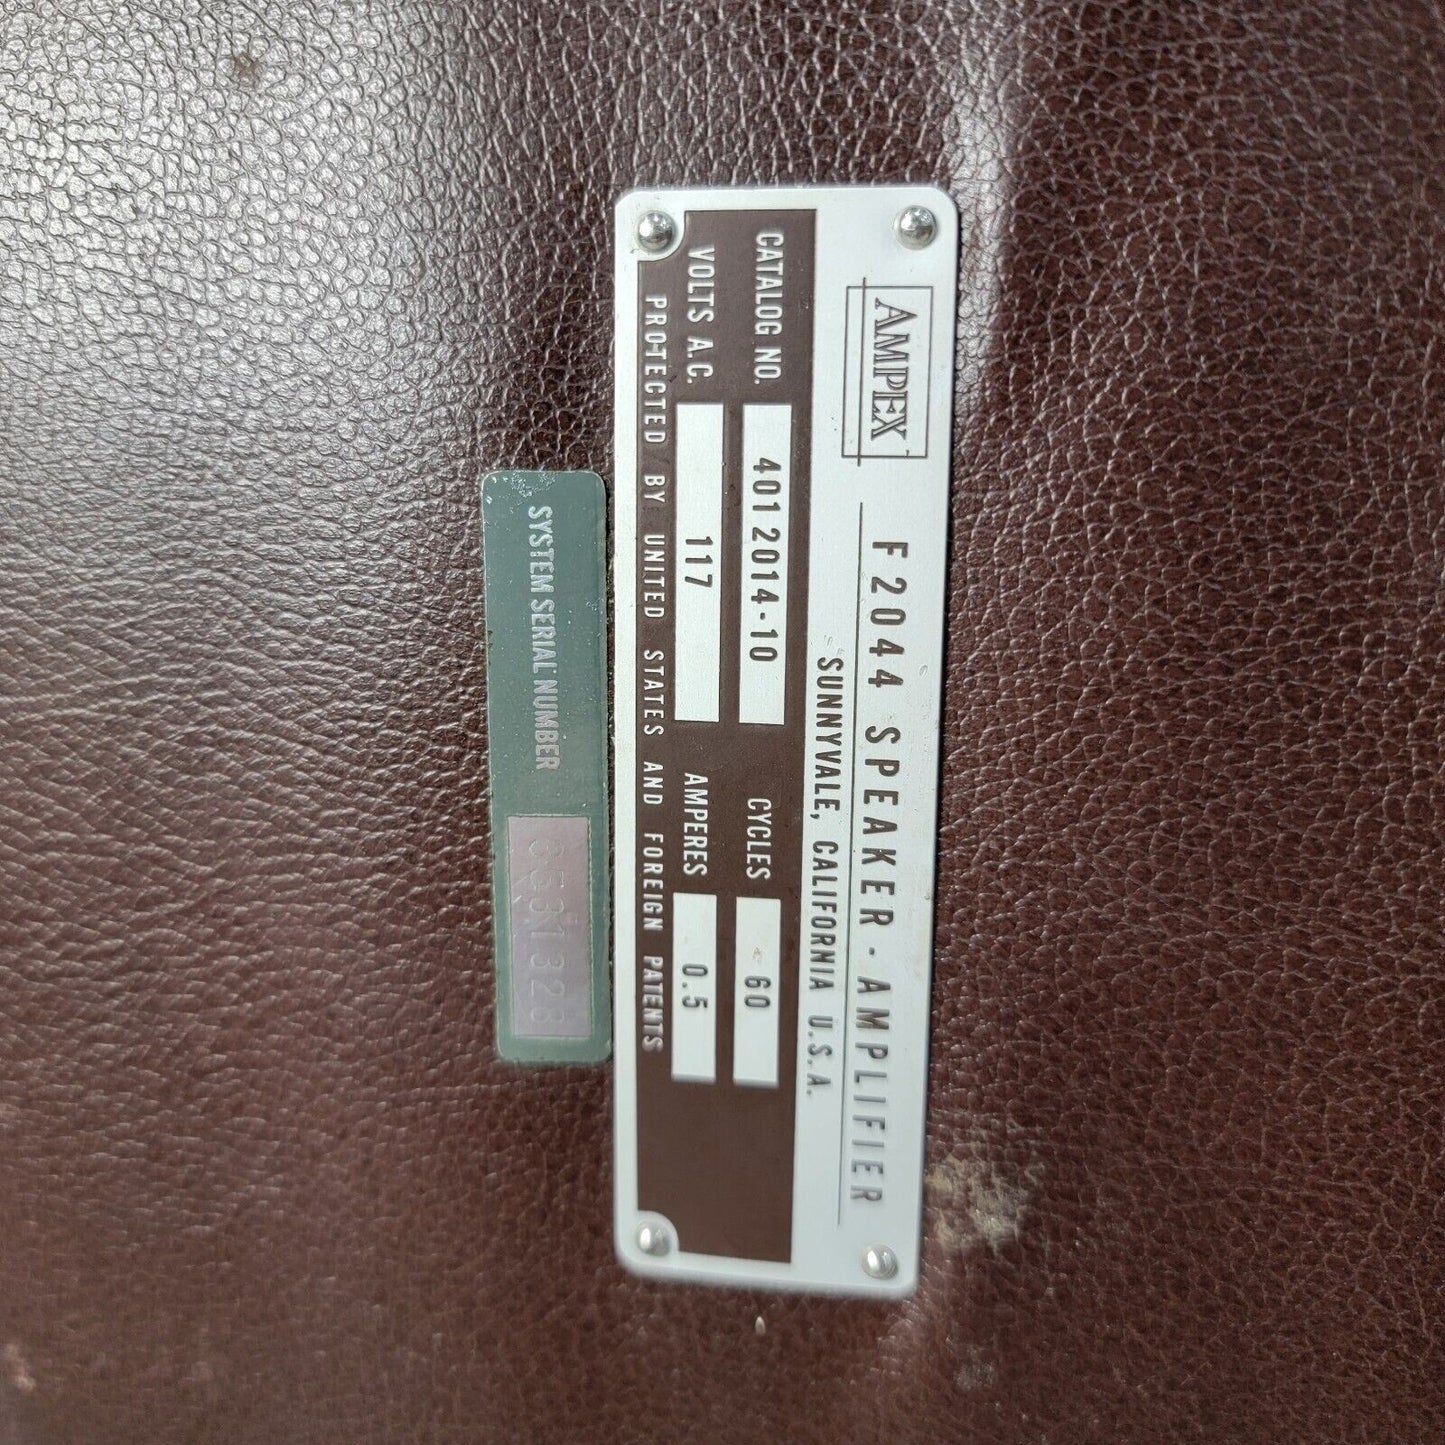 AMPEX
F2044 SPEAKER-AMPLIFIER
SUNNYVALE, CALIFORNIA U.S.A.
CATALOG NO. 4012014-10 CYCLES 60
VOLTS A.C. 117 AMPERES 0.5
PROTECTED BY UNITED STATES AND FOREIGN PATENTS
SYSTEM SERIAL NUMBER